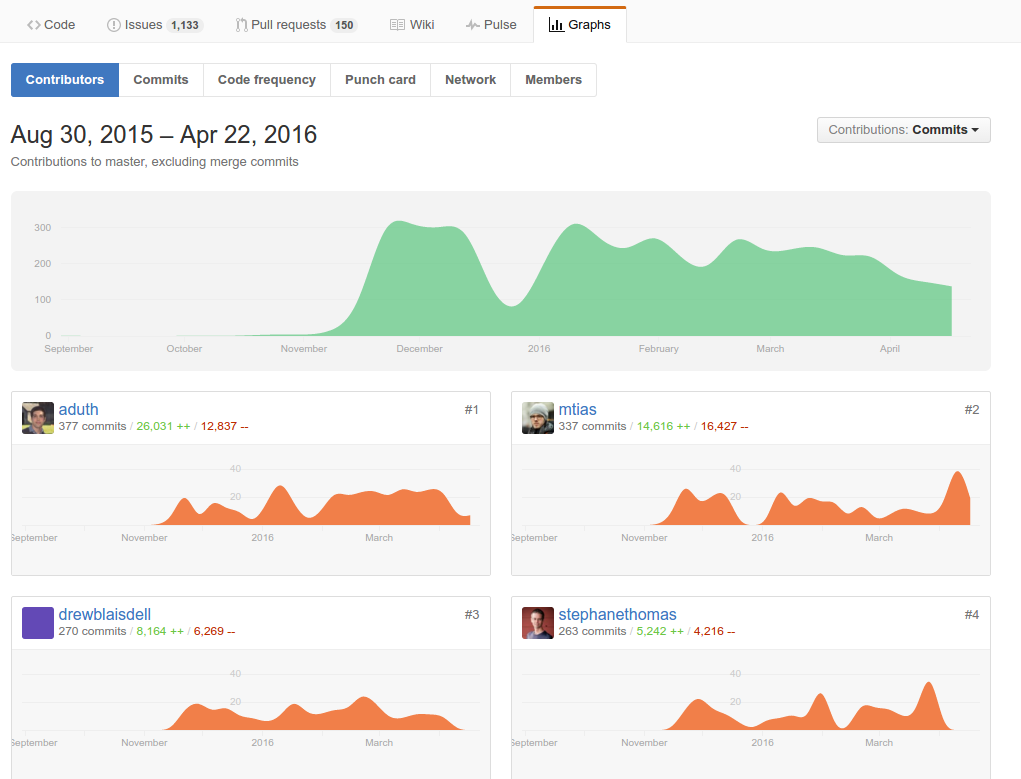 Code Issues 1,133 Pull requests 150 Wiki Pulse Graphs
Contributors Commits Code frequency Punch card Network Members
Aug 30, 2015 – Apr 22, 2016
Contributions: Commits
Contributions to master, excluding merge commits
300
200
100
0
September October November December 2016 February March April
aduth #1
377 commits / 26,031 ++ / 12,837 --
40
20
September November 2016 March
mtias #2
337 commits / 14,616 ++ / 16,427 --
40
20
September November 2016 March
drewblaisdell #3
270 commits / 8,164 ++ / 6,269 --
40
20
September November 2016 March
stephanethomas #4
263 commits / 5,242 ++ / 4,216 --
40
20
September November 2016 March